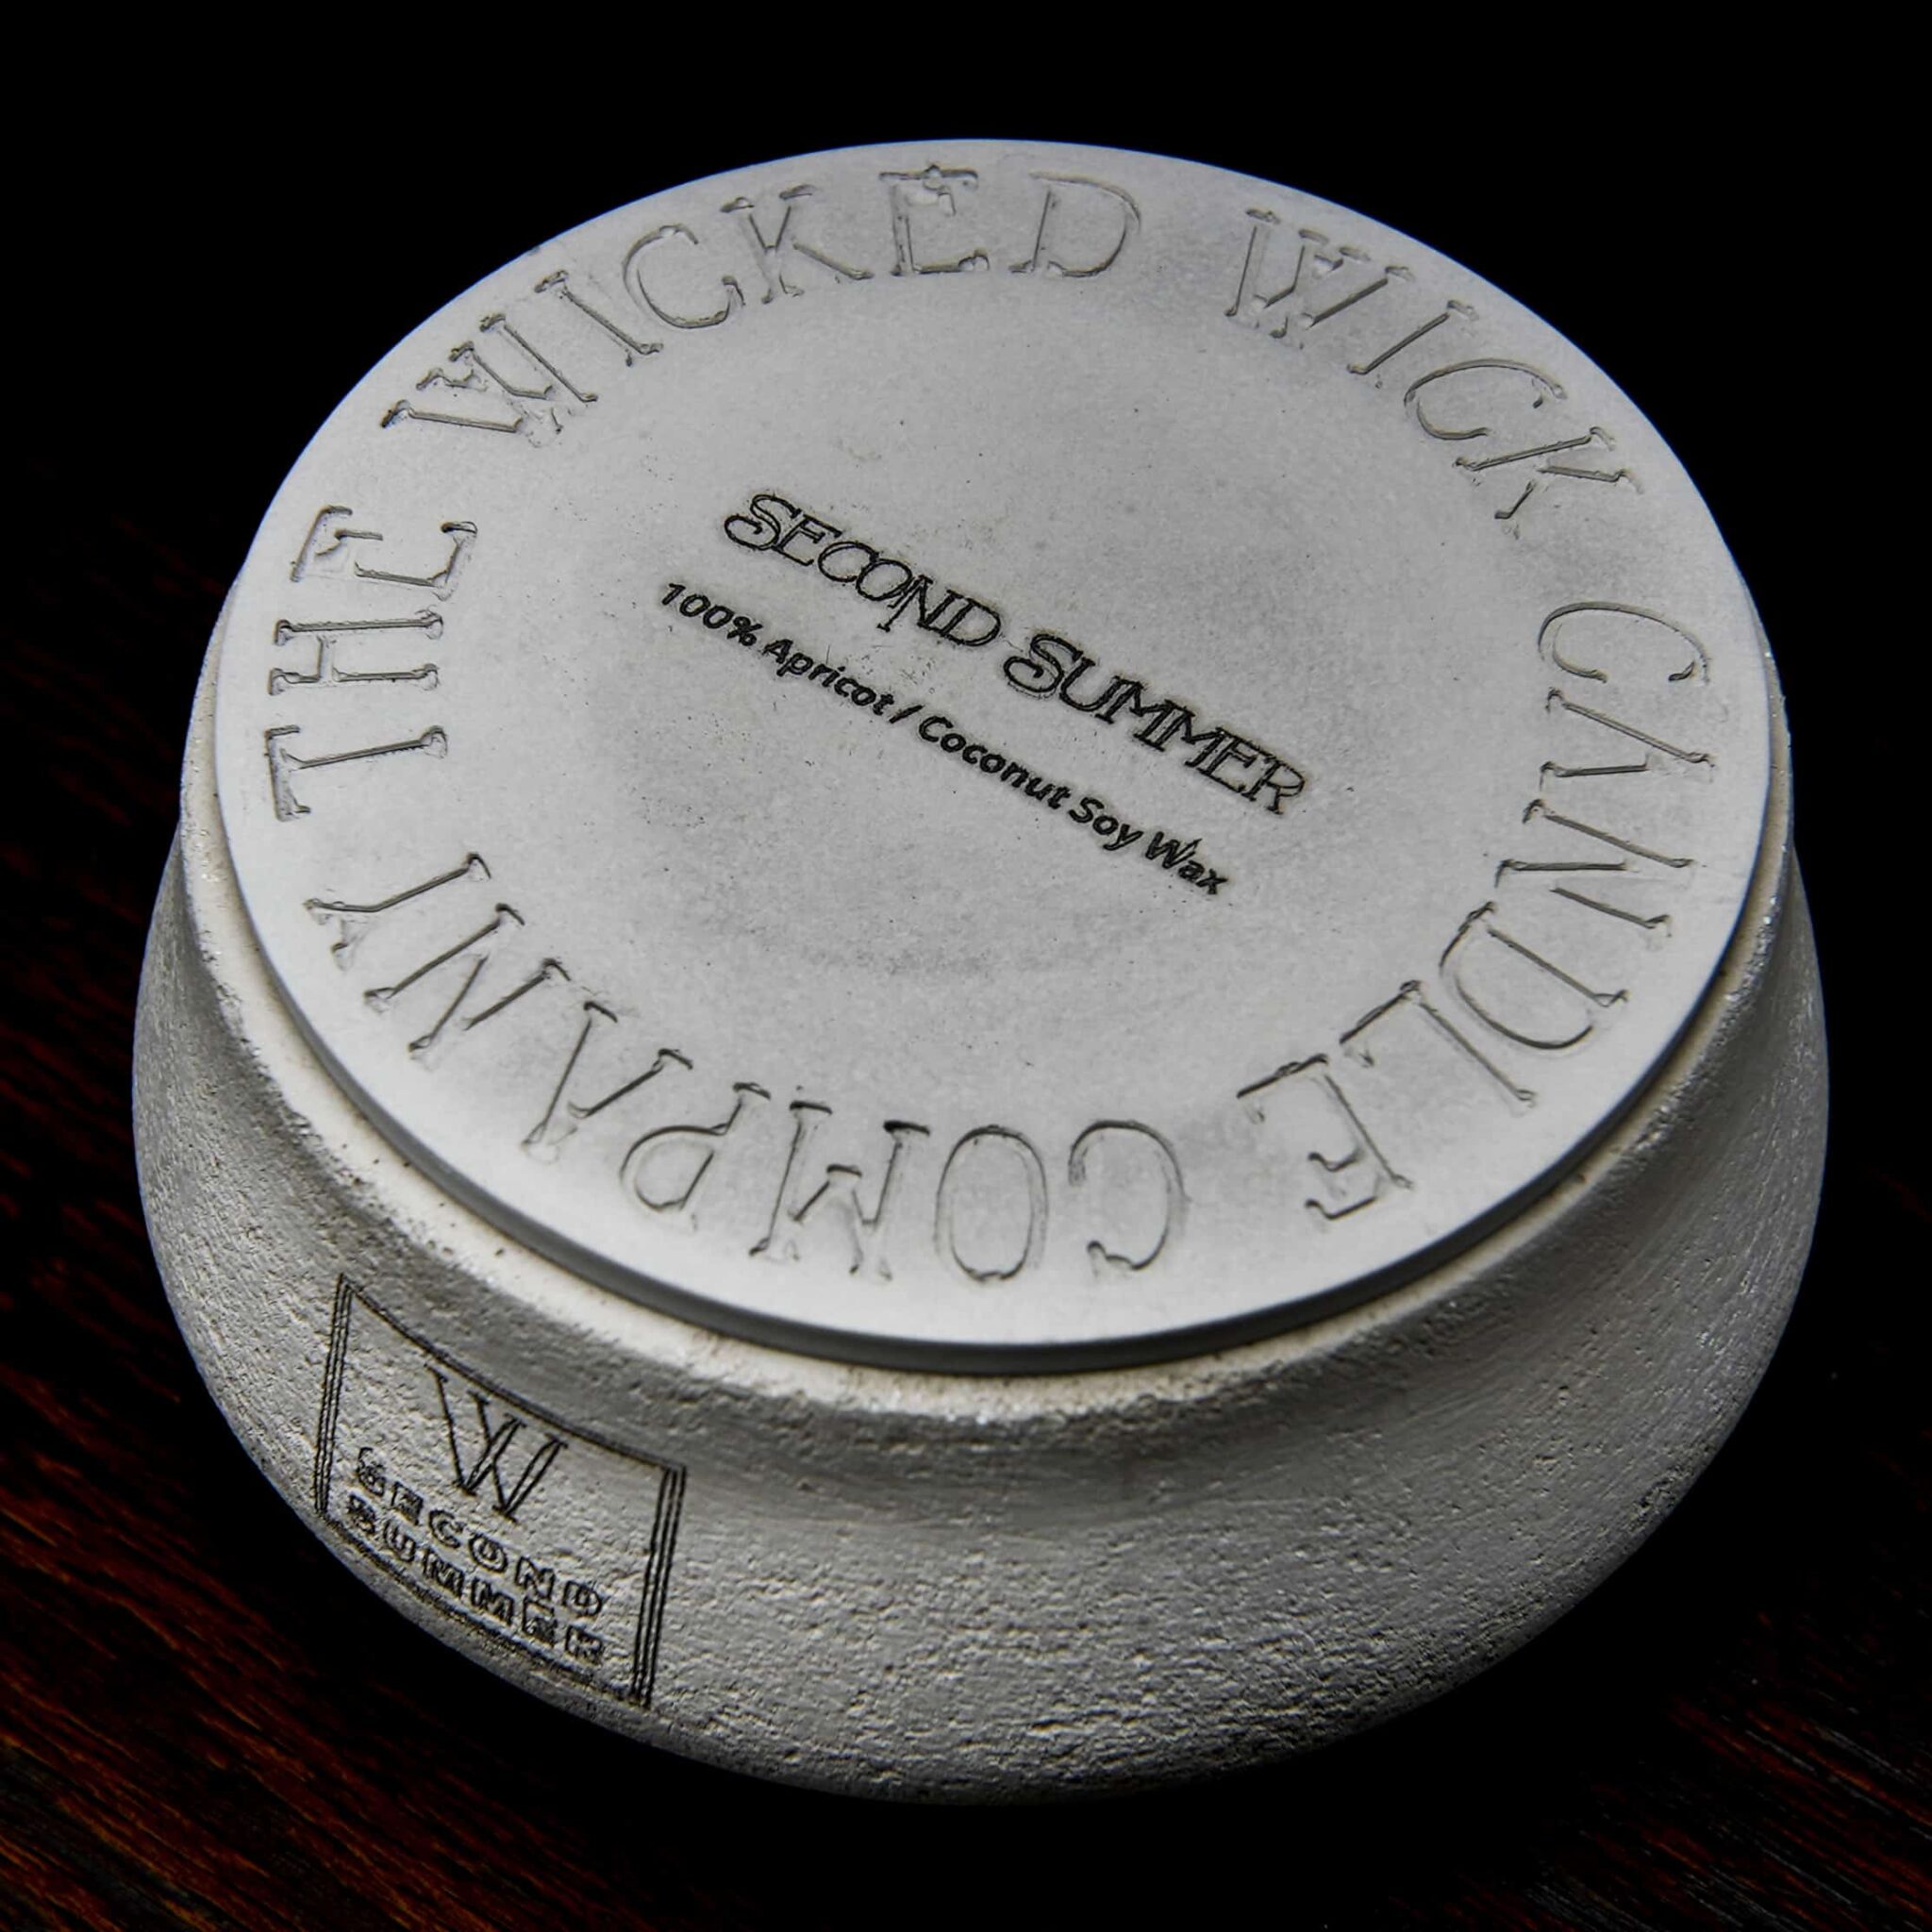 THE WICKED WICK CANDLE COMPANY
SECOND SUMMER
100% Apricot / Coconut Soy Wax
W
SECOND
SUMMER